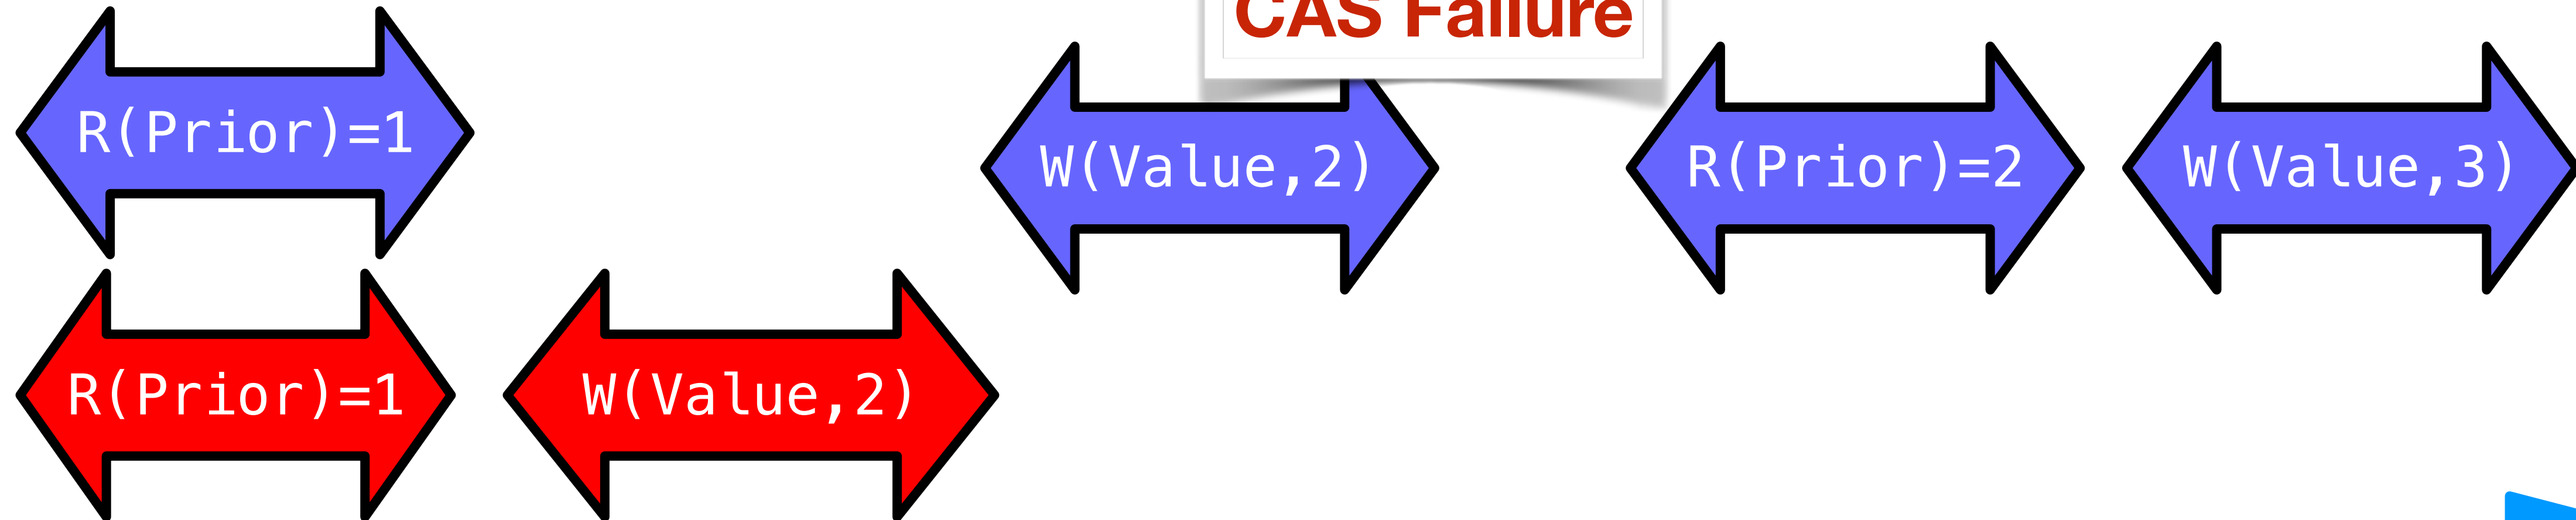 CAS Failure
R(Prior)=1
W(Value,2)
R(Prior)=2
W(Value,3)
R(Prior)=1
W(Value,2)